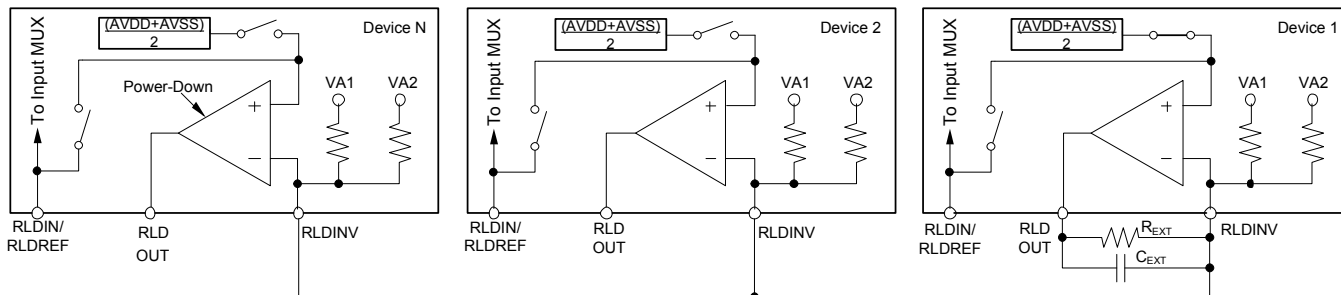 To Input MUX
(AVDD+AVSS)
2
Device N
Power-Down
+
−
VA1
VA2
RLDIN/
RLDREF
RLD
OUT
RLDINV
To Input MUX
(AVDD+AVSS)
2
Device 2
+
−
VA1
VA2
RLDIN/
RLDREF
RLD
OUT
RLDINV
To Input MUX
(AVDD+AVSS)
2
Device 1
+
−
VA1
VA2
RLDIN/
RLDREF
RLD
OUT
RLDINV
REXT
CEXT